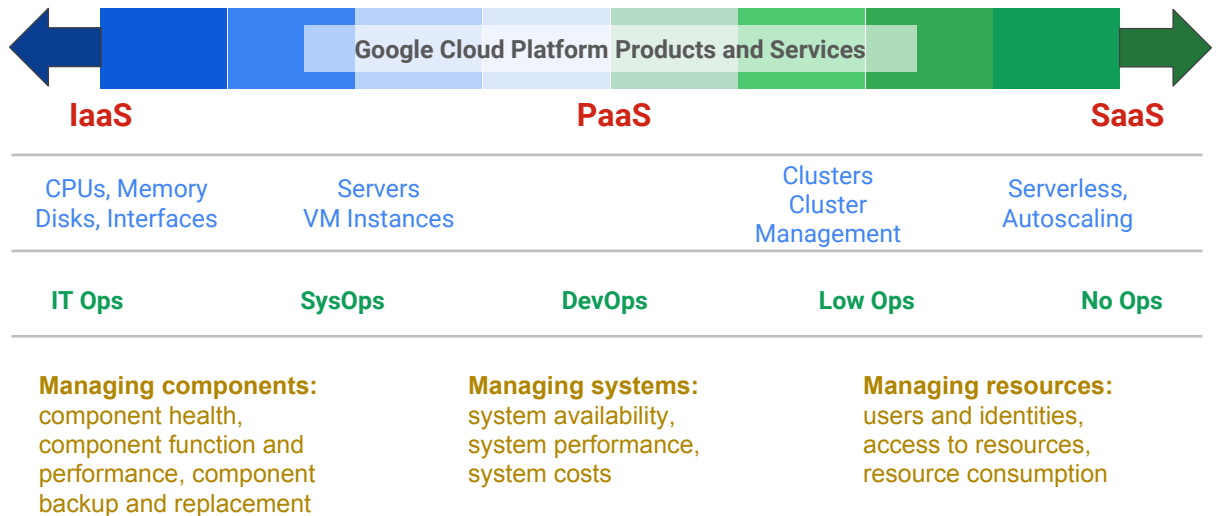 Google Cloud Platform Products and Services
IaaS PaaS SaaS
CPUs, Memory
Disks, Interfaces
Servers
VM Instances
Clusters
Cluster
Management
Serverless,
Autoscaling
IT Ops SysOps DevOps Low Ops No Ops
Managing components:
component health,
component function and
performance, component
backup and replacement
Managing systems:
system availability,
system performance,
system costs
Managing resources:
users and identities,
access to resources,
resource consumption